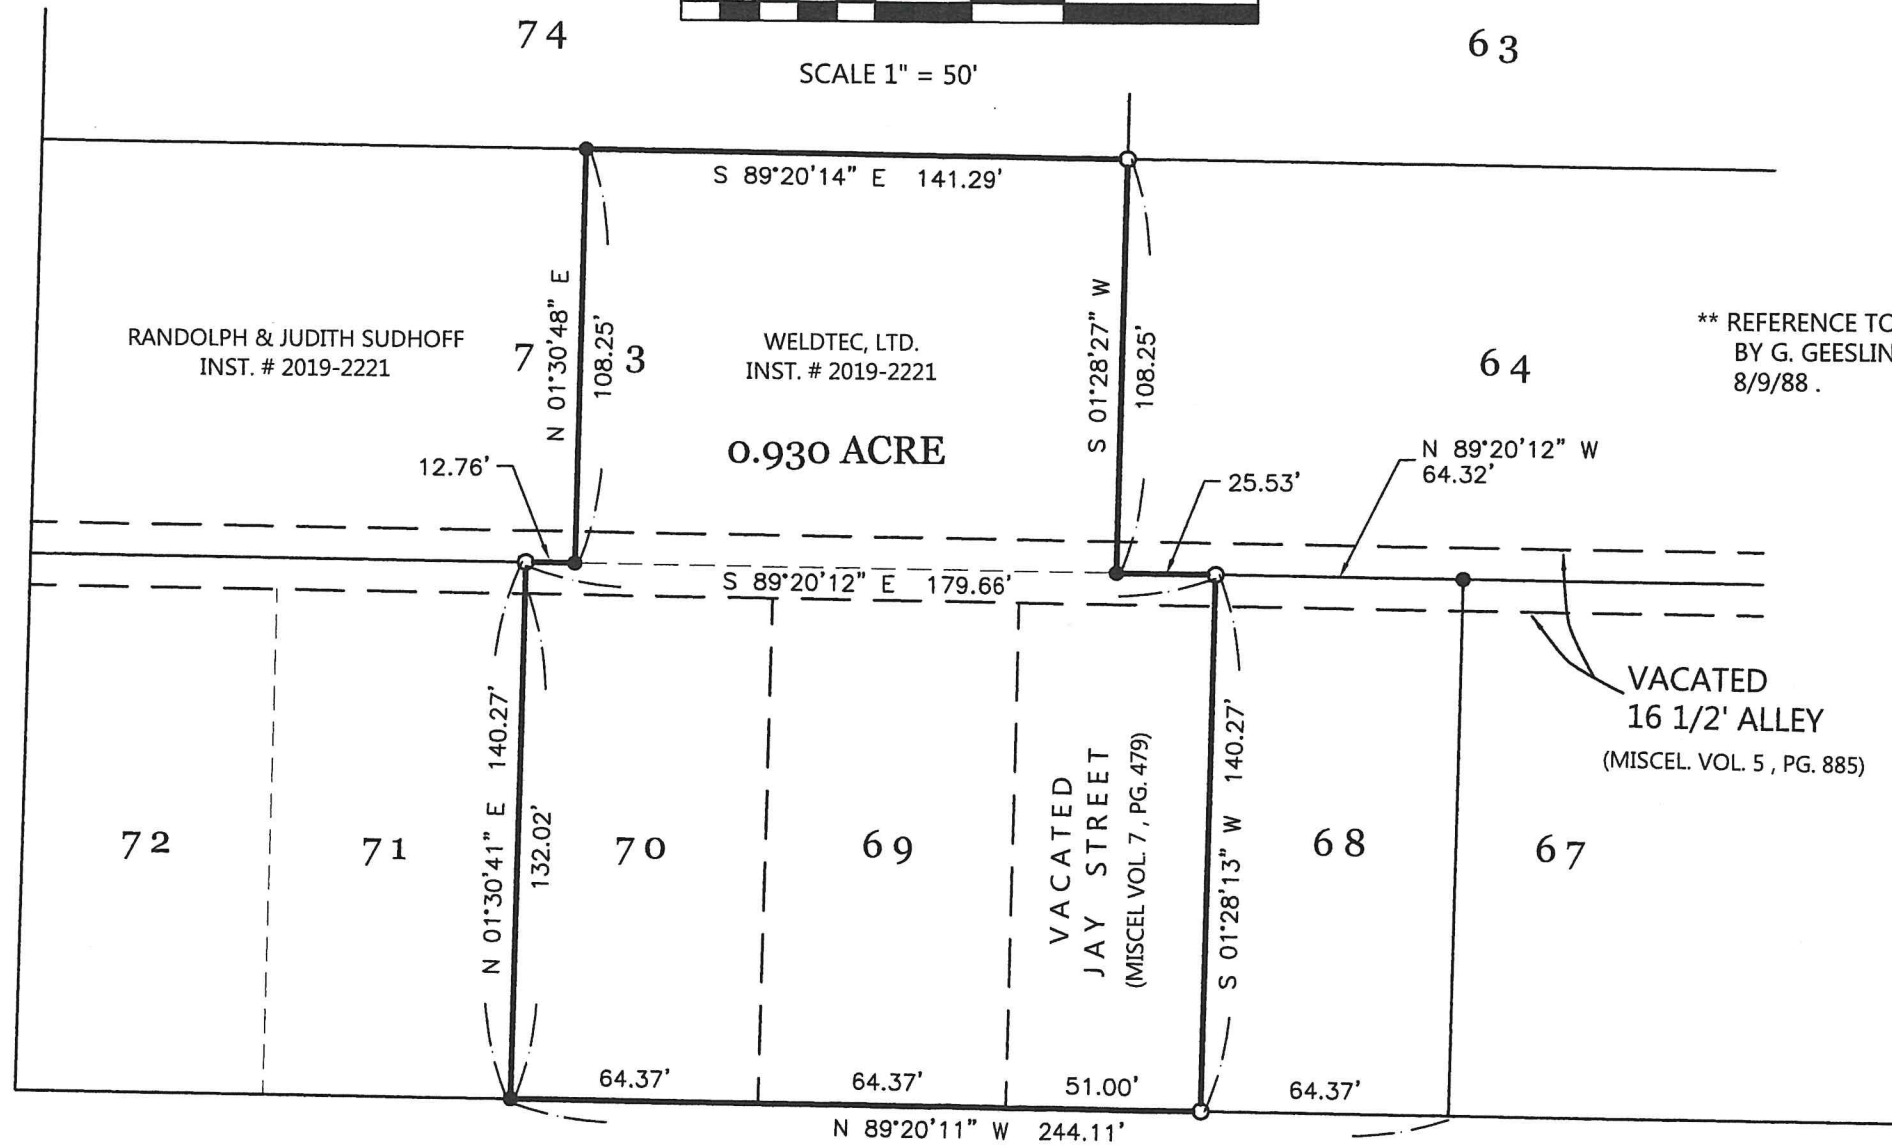 74
63
SCALE 1" = 50'
S 89°20'14" E 141.29'
N 01°30'48" E
108.25'
S 01°28'27" W
108.25'
RANDOLPH & JUDITH SUDHOFF
INST. # 2019-2221
7 3
WELDTEC, LTD.
INST. # 2019-2221
64
** REFERENCE TO
BY G. GEESLIN
8/9/88 .
0.930 ACRE
12.76'
25.53'
N 89°20'12" W
64.32'
S 89°20'12" E 179.66'
VACATED
16 1/2' ALLEY
(MISCEL. VOL. 5 , PG. 885)
N 01°30'41" E 140.27'
132.02'
VACATED
JAY STREET
(MISCEL VOL. 7 , PG. 479)
S 01°28'13" W 140.27'
72
71
70
69
68
67
64.37'
64.37'
51.00'
64.37'
N 89°20'11" W 244.11'